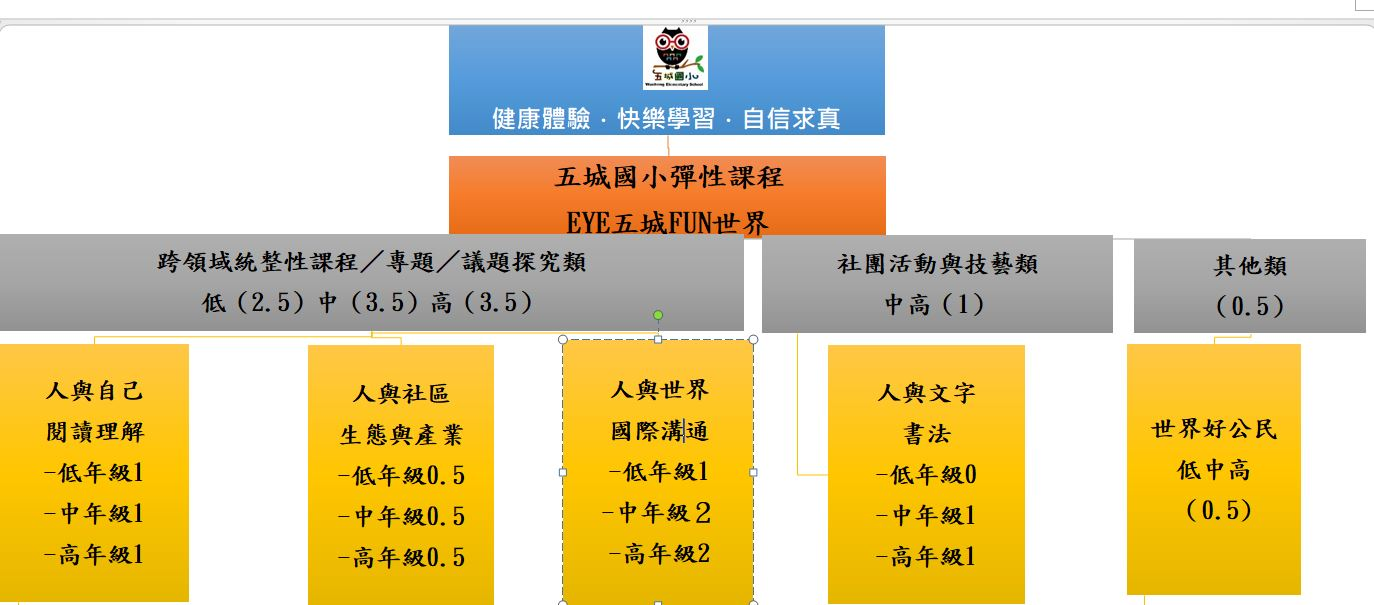 五城國小
Wucheng Elementary School
健康體驗．快樂學習．自信求真
五城國小彈性課程
EYE五城FUN世界
跨領域統整性課程／專題／議題探究類
低（2.5）中（3.5）高（3.5）
社團活動與技藝類
中高（1）
其他類
（0.5）
人與自己
閱讀理解
-低年級1
-中年級1
-高年級1
人與社區
生態與產業
-低年級0.5
-中年級0.5
-高年級0.5
人與世界
國際溝通
-低年級1
-中年級２
-高年級2
人與文字
書法
-低年級0
-中年級1
-高年級1
世界好公民
低中高
（0.5）